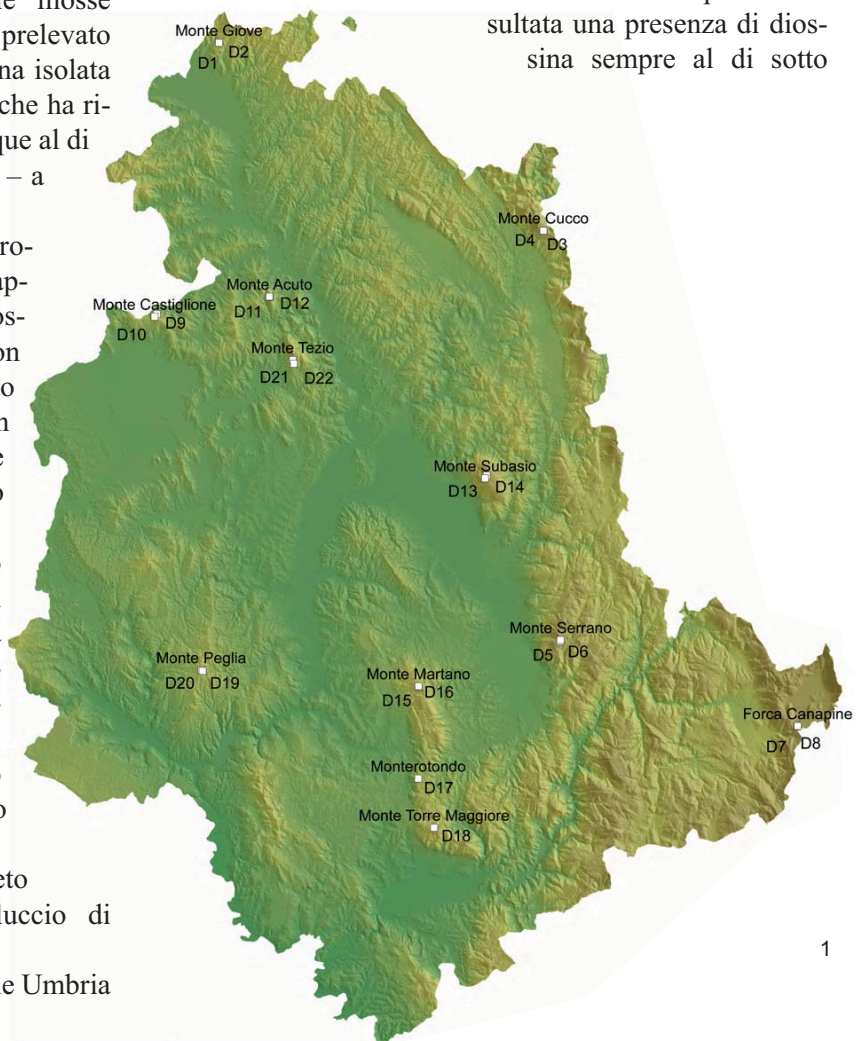 mosse
prelevato
na isolata
che ha ri-
que al di
– a
ro-
ap-
os-
on
o
n
e
o
eto
luccio di
le Umbria
sultata una presenza di dios-
sina sempre al di sotto
Monte Giove
D1 D2
Monte Cucco
D4 D3
Monte Acuto
D11 D12
Monte Castiglione
D10 D9
Monte Tezio
D21 D22
Monte Subasio
D13 D14
Monte Serrano
D5 D6
Monte Peglia
D20 D19
Monte Martano
D15 D16
Forca Canapine
D7 D8
Monterotondo
D17
Monte Torre Maggiore
D18
1